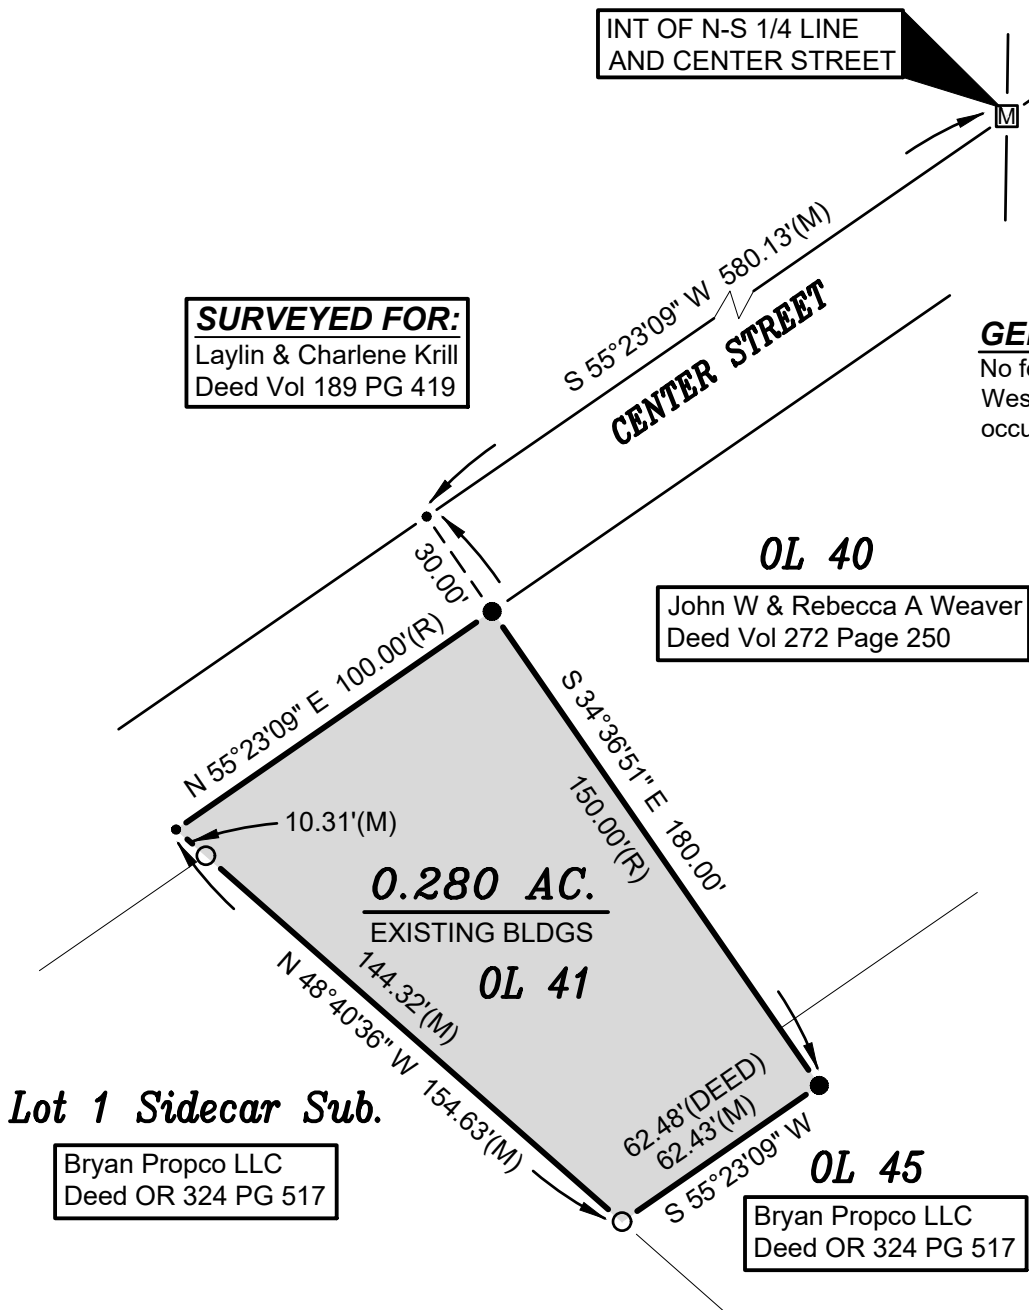 INT OF N-S 1/4 LINE
AND CENTER STREET
M
S 55°23'09" W 580.13'(M)
CENTER STREET
SURVEYED FOR:
Laylin & Charlene Krill
Deed Vol 189 PG 419
No
30.00'
OL 40
John W & Rebecca A Weaver
Deed Vol 272 Page 250
N 55°23'09" E 100.00'(R)
S 34°36'51" E 180.00'
150.00'(R)
10.31'(M)
0.280 AC.
EXISTING BLDGS
OL 41
144.32'(M)
N 48°40'36" W 154.63'(M)
62.48'(DEED)
62.43'(M)
S 55°23'09" W
Lot 1 Sidecar Sub.
Bryan Propco LLC
Deed OR 324 PG 517
OL 45
Bryan Propco LLC
Deed OR 324 PG 517